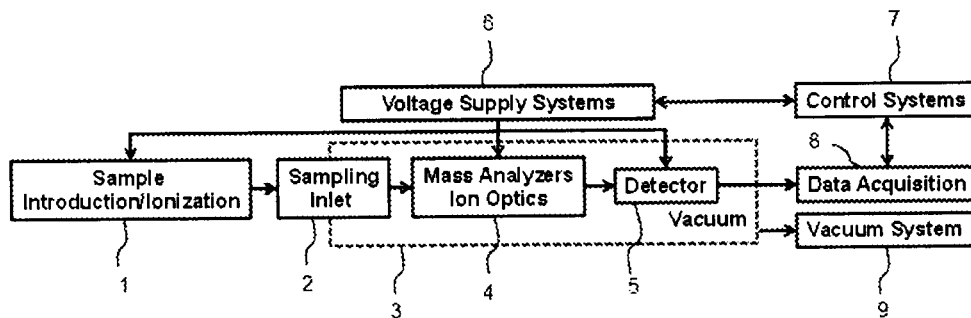 6
7
Voltage Supply Systems
Control Systems
8
Sample
Introduction/Ionization
Sampling
Inlet
Mass Analyzers
Ion Optics
Detector
Data Acquisition
Vacuum
Vacuum System
1
2
3
4
5
9